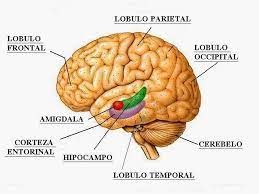 LOBULO PARIETAL
LOBULO
FRONTAL
LOBULO
OCCIPITAL
AMIGDALA
CORTEZA
ENTORINAL
HIPOCAMPO
CEREBELO
LOBULO TEMPORAL